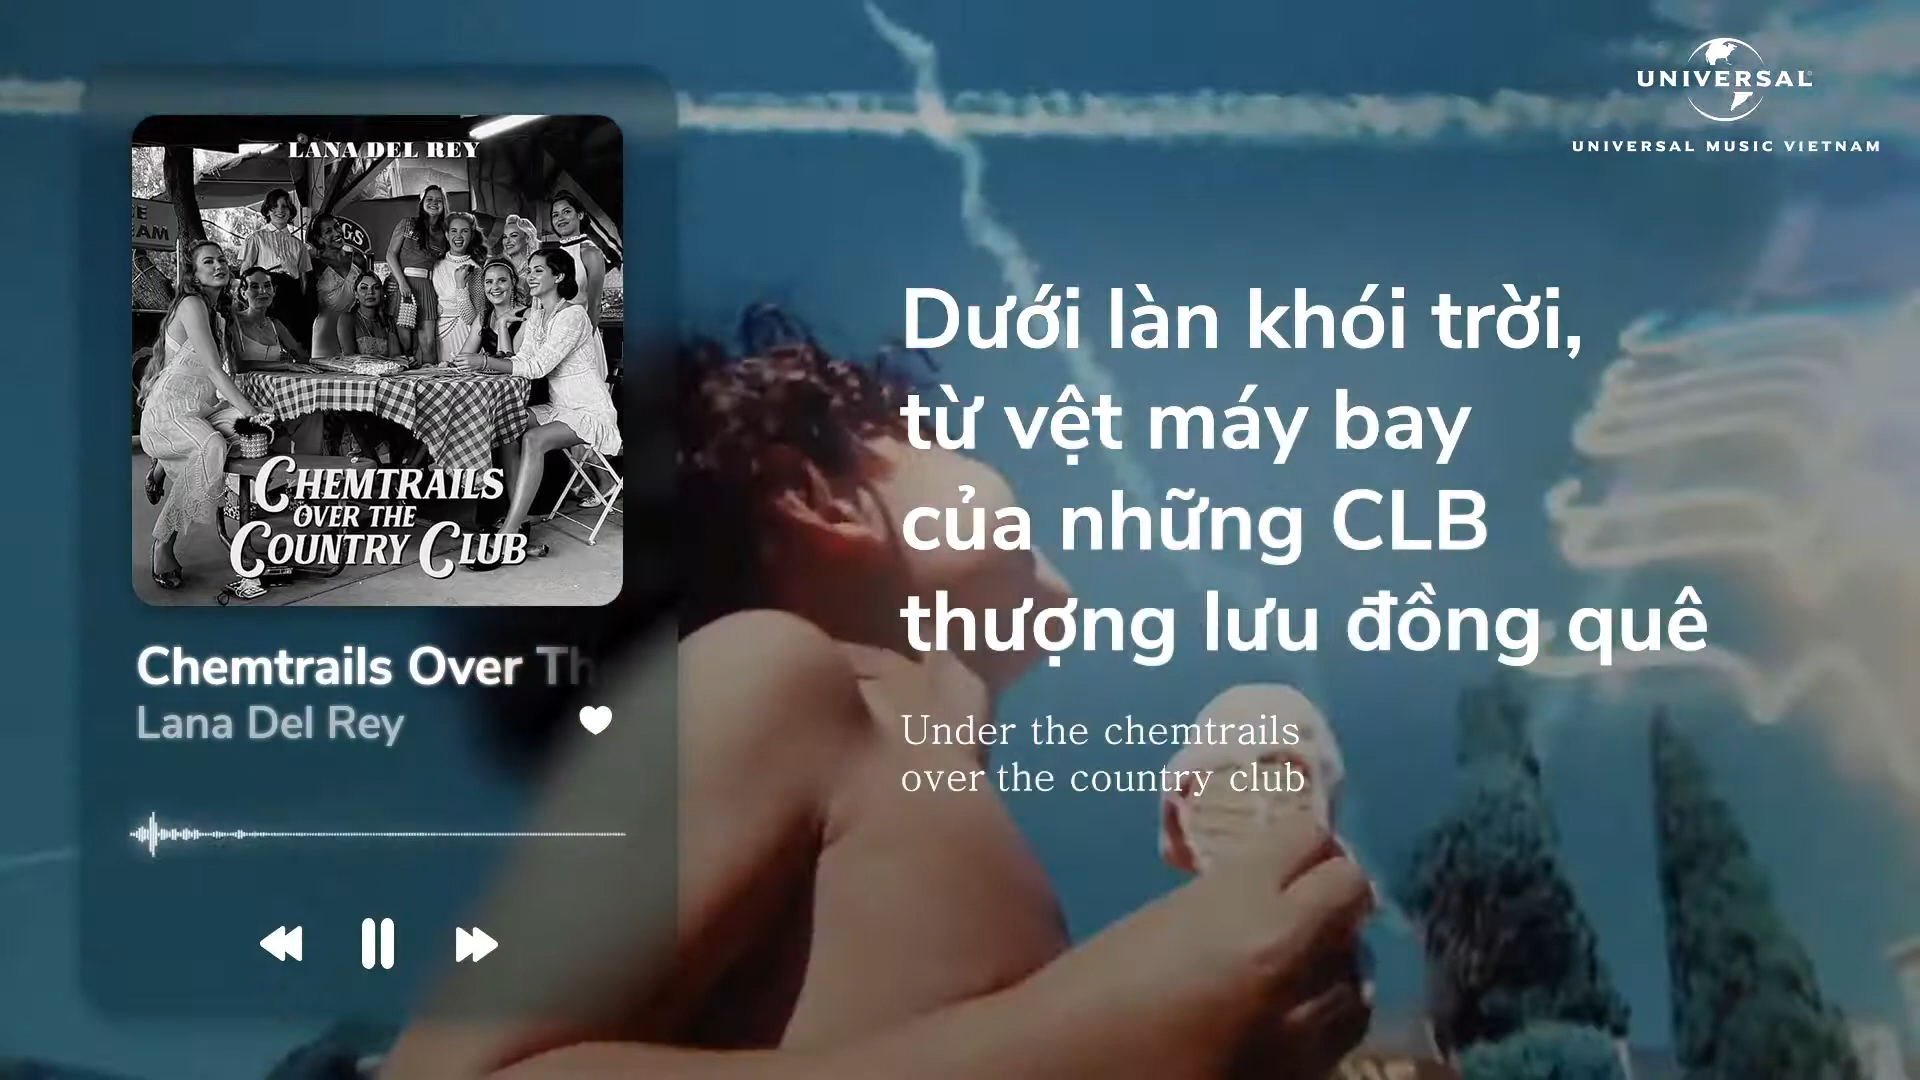 LANA DEL REY
GS
CHEMTRAILS
OVER THE
COUNTRY CLUB
Chemtrails Over Th
Lana Del Rey
UNIVERSAL
UNIVERSAL MUSIC VIETNAM
Dưới làn khói trời,
từ vệt máy bay
của những CLB
thượng lưu đồng quê
Under the chemtrails
over the country club